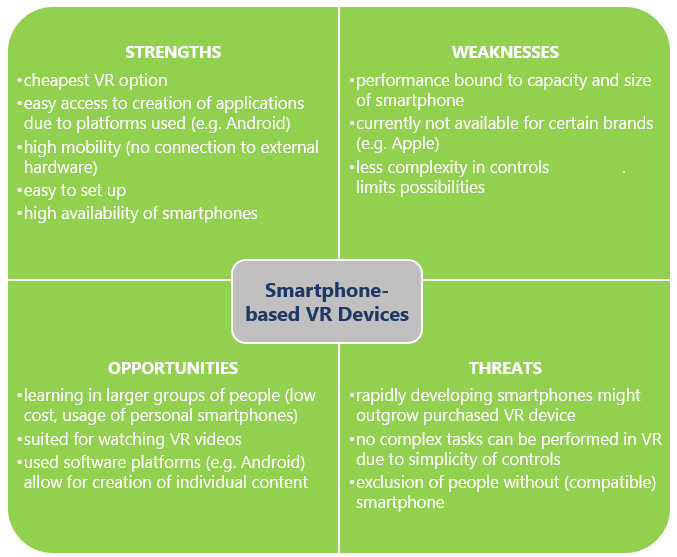 STRENGTHS
•cheapest VR option
•easy access to creation of applications
due to platforms used (e.g. Android)
•high mobility (no connection to external
hardware)
•easy to set up
•high availability of smartphones
WEAKNESSES
•performance bound to capacity and size
of smartphone
•currently not available for certain brands
(e.g. Apple)
•less complexity in controls .
limits possibilities
Smartphone-
based VR Devices
OPPORTUNITIES
•learning in larger groups of people (low
cost, usage of personal smartphones)
•suited for watching VR videos
•used software platforms (e.g. Android)
allow for creation of individual content
THREATS
•rapidly developing smartphones might
outgrow purchased VR device
•no complex tasks can be performed in VR
due to simplicity of controls
•exclusion of people without (compatible)
smartphone